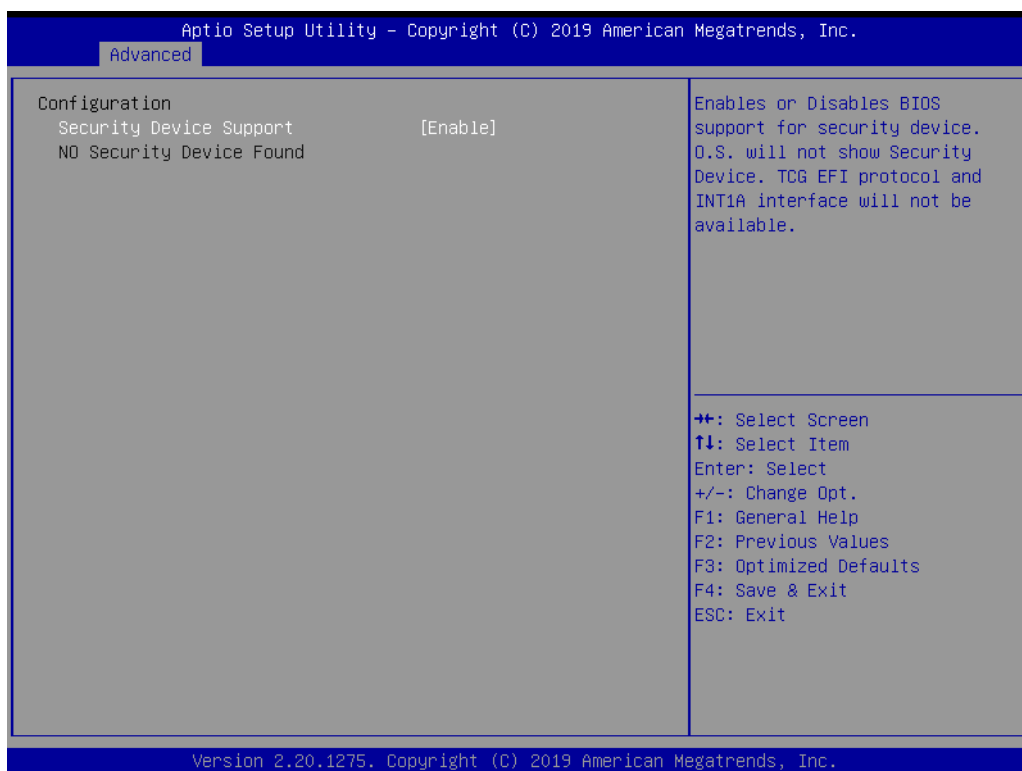 Aptio Setup Utility – Copyright (C) 2019 American Megatrends, Inc.
Advanced
Configuration
Security Device Support [Enable]
NO Security Device Found
Enables or Disables BIOS
support for security device.
O.S. will not show Security
Device. TCG EFI protocol and
INT1A interface will not be
available.
→←: Select Screen
↑↓: Select Item
Enter: Select
+/-: Change Opt.
F1: General Help
F2: Previous Values
F3: Optimized Defaults
F4: Save & Exit
ESC: Exit
Version 2.20.1275. Copyright (C) 2019 American Megatrends, Inc.